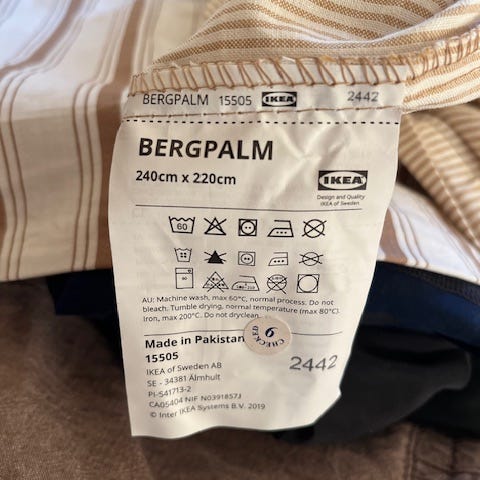 BERGPALM 15505 IKEA 2442
BERGPALM
240cm x 220cm
IKEA
Design and Quality
IKEA of Sweden
60
AU: Machine wash, max 60°C, normal process. Do not
bleach. Tumble drying, normal temperature (max 80°C).
Iron, max 200°C. Do not dryclean.
Made in Pakistan
15505
IKEA of Sweden AB
SE - 34381 Älmhult
PI-541713-2
CA05404 NIF N0391857J
© Inter IKEA Systems B.V. 2019
CHECKED
2442